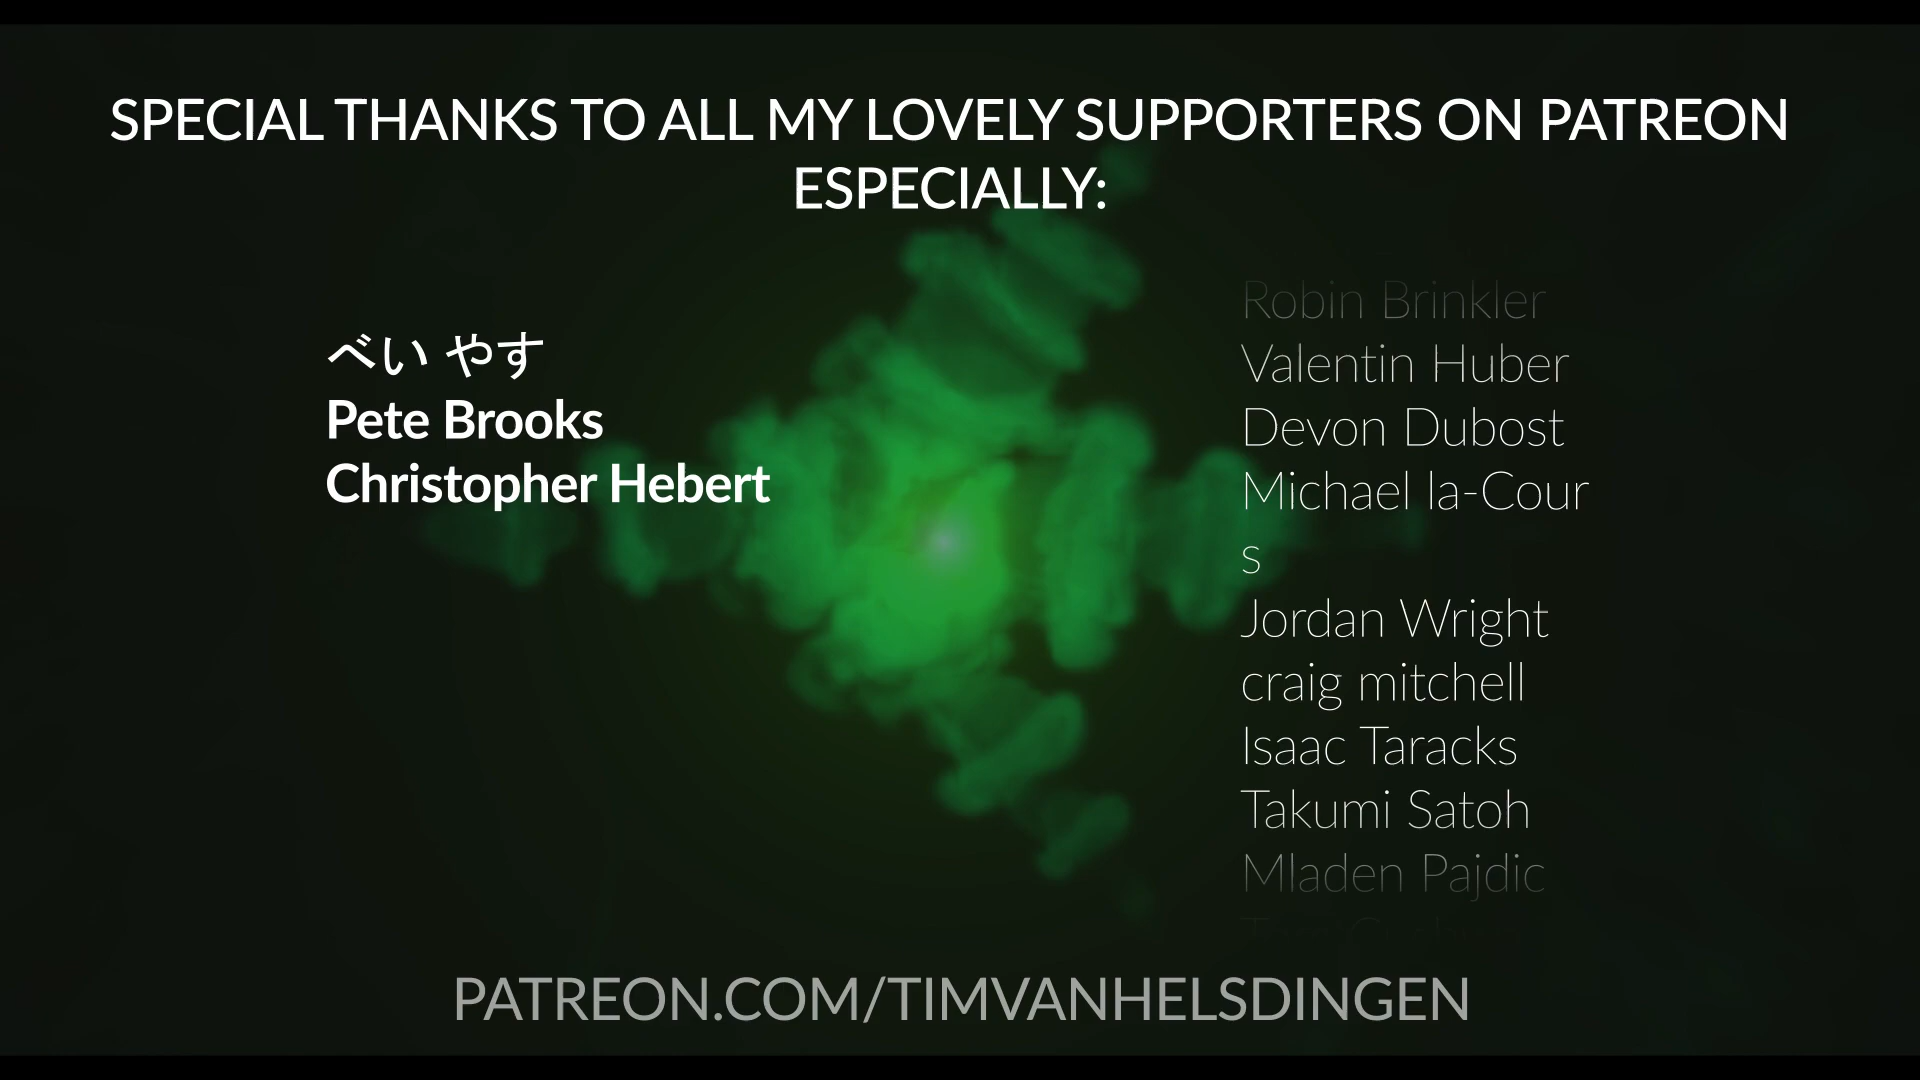 SPECIAL THANKS TO ALL MY LOVELY SUPPORTERS ON PATREON
ESPECIALLY:
べい やす
Pete Brooks
Christopher Hebert
Robin Brinkler
Valentin Huber
Devon Dubost
Michael la-Cour
s
Jordan Wright
craig mitchell
Isaac Taracks
Takumi Satoh
Mladen Pajdic
PATREON.COM/TIMVANHELSDINGEN